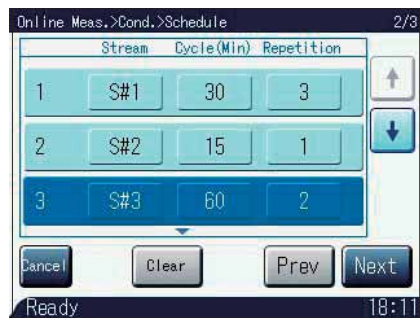 Online Meas.>Cond.>Schedule 2/3
Stream Cycle(Min) Repetition
1 S#1 30 3
2 S#2 15 1
3 S#3 60 2
Cancel Clear Prev Next
Ready 18:11